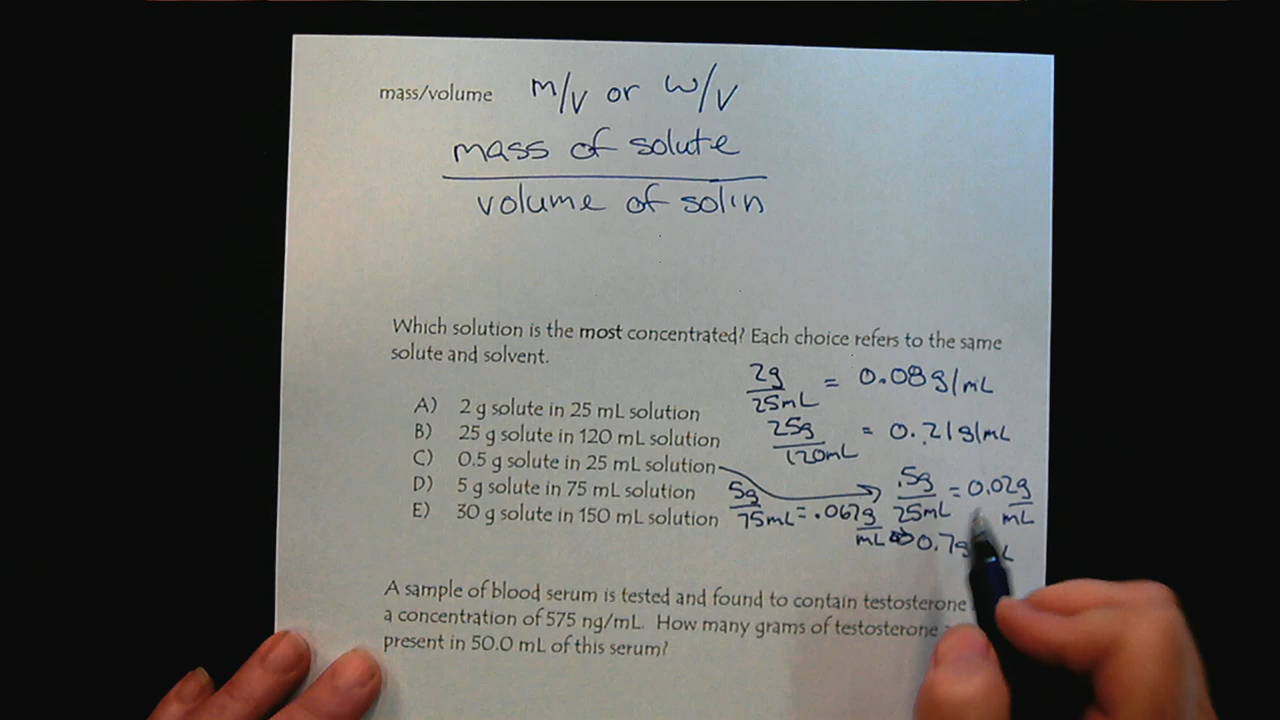 mass/volume m/v or w/v
mass of solute
volume of soln
Which solution is the most concentrated? Each choice refers to the same
solute and solvent.
A) 2 g solute in 25 mL solution
B) 25 g solute in 120 mL solution
C) 0.5 g solute in 25 mL solution
D) 5 g solute in 75 mL solution
E) 30 g solute in 150 mL solution
2g/25mL = 0.08g/mL
25g/120mL = 0.21g/mL
.5g/25mL = 0.02g/mL
5g/75mL = .067g/mL
0.7g
A sample of blood serum is tested and found to contain testosterone
a concentration of 575 ng/mL. How many grams of testosterone
present in 50.0 mL of this serum?